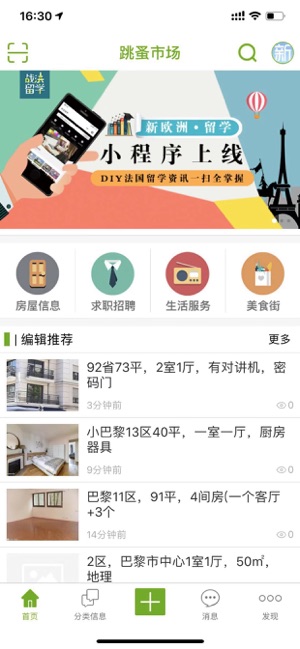 16:30
跳蚤市场
新
战法
留学
新欧洲·留学
小程序上线
DIY法国留学资讯一扫全掌握
房屋信息
求职招聘
生活服务
美食街
编辑推荐
更多
92省73平，2室1厅，有对讲机，密
码门
3分钟前
0
小巴黎13区40平，一室一厅，厨房
器具
9分钟前
0
巴黎11区，91平，4间房(一个客厅
+3个
14分钟前
0
2区，巴黎市中心1室1厅，50㎡，
地理
首页
分类信息
消息
发现